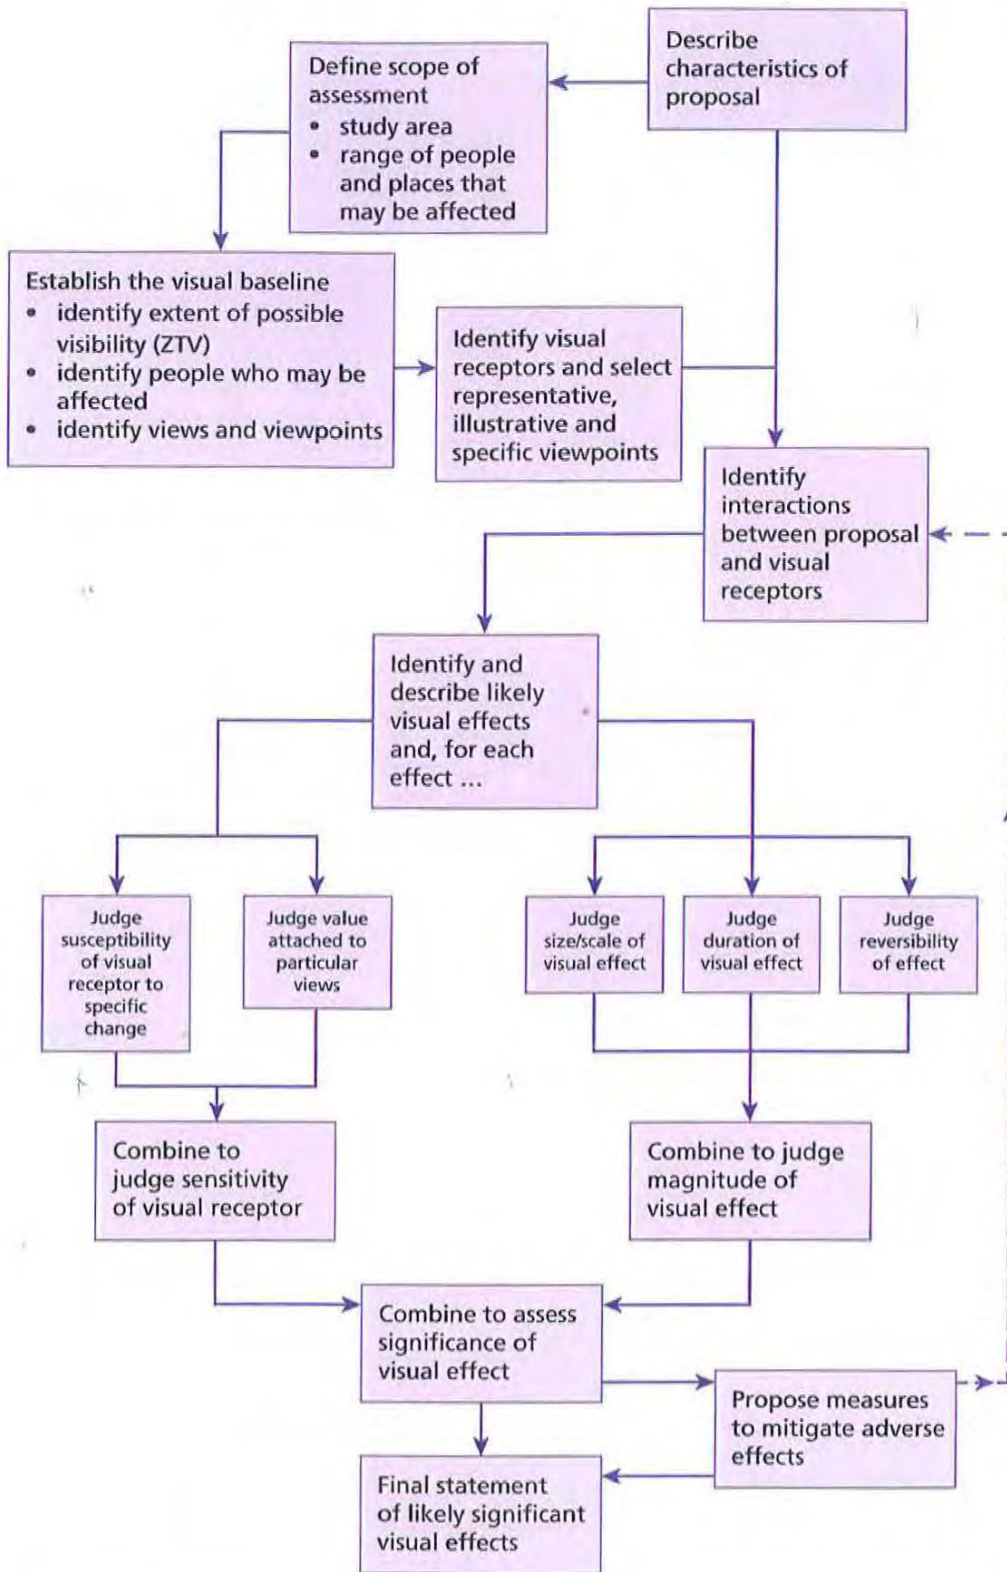 Describe
characteristics of
proposal
Define scope of
assessment
• study area
• range of people
and places that
may be affected
Establish the visual baseline
• identify extent of possible
visibility (ZTV)
• identify people who may be
affected
• identify views and viewpoints
Identify visual
receptors and select
representative,
illustrative and
specific viewpoints
Identify
interactions
between proposal
and visual
receptors
Identify and
describe likely
visual effects
and, for each
effect ...
Judge
susceptibility
of visual
receptor to
specific
change
Judge value
attached to
particular
views
Judge
size/scale of
visual effect
Judge
duration of
visual effect
Judge
reversibility
of effect
Combine to
judge sensitivity
of visual receptor
Combine to judge
magnitude of
visual effect
Combine to assess
significance of
visual effect
Propose measures
to mitigate adverse
effects
Final statement
of likely significant
visual effects